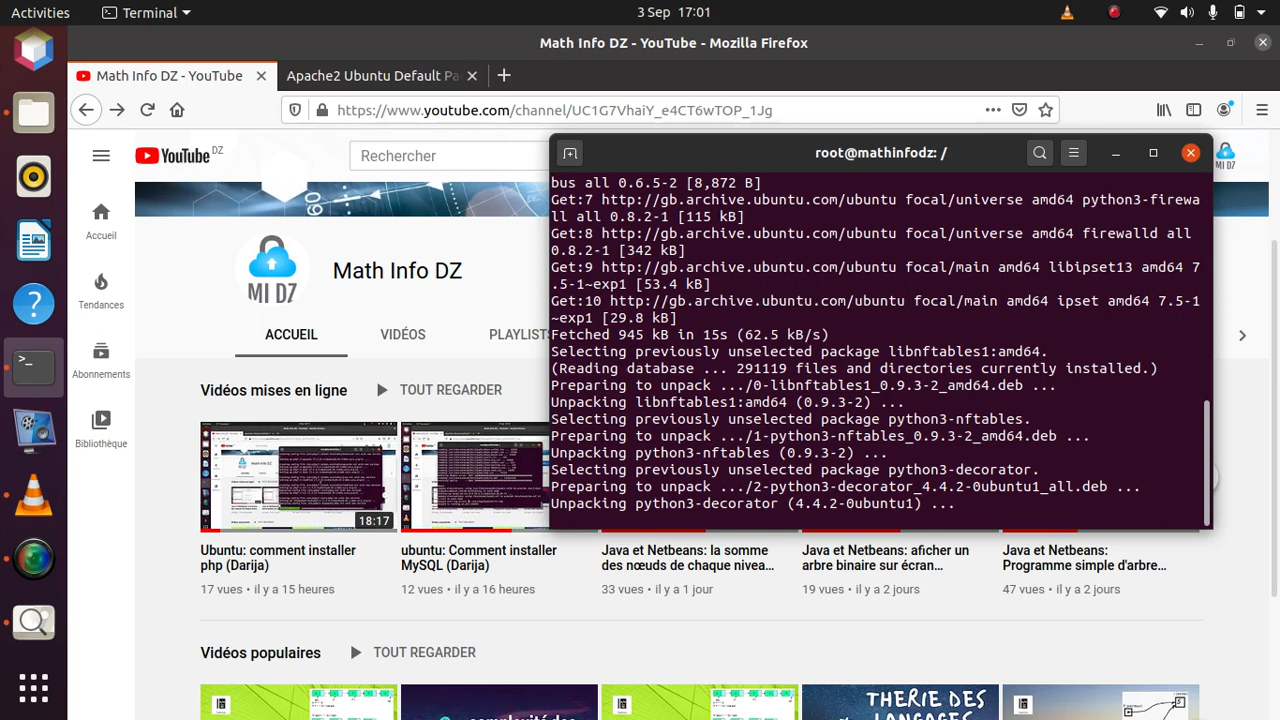 Activities
Terminal
3 Sep 17:01
Math Info DZ - YouTube - Mozilla Firefox
Math Info DZ - YouTube
Apache2 Ubuntu Default Pa
https://www.youtube.com/channel/UC1G7VhaiY_e4CT6wTOP_1Jg
YouTube DZ
Rechercher
root@mathinfodz: /
bus all 0.6.5-2 [8,872 B]
Get:7 http://gb.archive.ubuntu.com/ubuntu focal/universe amd64 python3-firewa
ll all 0.8.2-1 [115 kB]
Get:8 http://gb.archive.ubuntu.com/ubuntu focal/universe amd64 firewalld all
0.8.2-1 [342 kB]
Get:9 http://gb.archive.ubuntu.com/ubuntu focal/main amd64 libipset13 amd64 7
.5-1~exp1 [53.4 kB]
Get:10 http://gb.archive.ubuntu.com/ubuntu focal/main amd64 ipset amd64 7.5-1
~exp1 [29.8 kB]
Fetched 945 kB in 15s (62.5 kB/s)
Selecting previously unselected package libnftables1:amd64.
(Reading database ... 291119 files and directories currently installed.)
Preparing to unpack .../0-libnftables1_0.9.3-2_amd64.deb ...
Unpacking libnftables1:amd64 (0.9.3-2) ...
Selecting previously unselected package python3-nftables.
Preparing to unpack .../1-python3-nftables_0.9.3-2_amd64.deb ...
Unpacking python3-nftables (0.9.3-2) ...
Selecting previously unselected package python3-decorator.
Preparing to unpack .../2-python3-decorator_4.4.2-0ubuntu1_all.deb ...
Unpacking python3-decorator (4.4.2-0ubuntu1) ...
Accueil
Tendances
Abonnements
Bibliothèque
60
MI DZ
Math Info DZ
MI DZ
ACCUEIL
VIDÉOS
PLAYLISTS
Vidéos mises en ligne
TOUT REGARDER
18:17
Ubuntu: comment installer
php (Darija)
17 vues • il y a 15 heures
ubuntu: Comment installer
MySQL (Darija)
12 vues • il y a 16 heures
Java et Netbeans: la somme
des nœuds de chaque nivea...
33 vues • il y a 1 jour
Java et Netbeans: aficher un
arbre binaire sur écran...
19 vues • il y a 2 jours
Java et Netbeans:
Programme simple d'arbre...
47 vues • il y a 2 jours
Vidéos populaires
TOUT REGARDER
THERIE DES